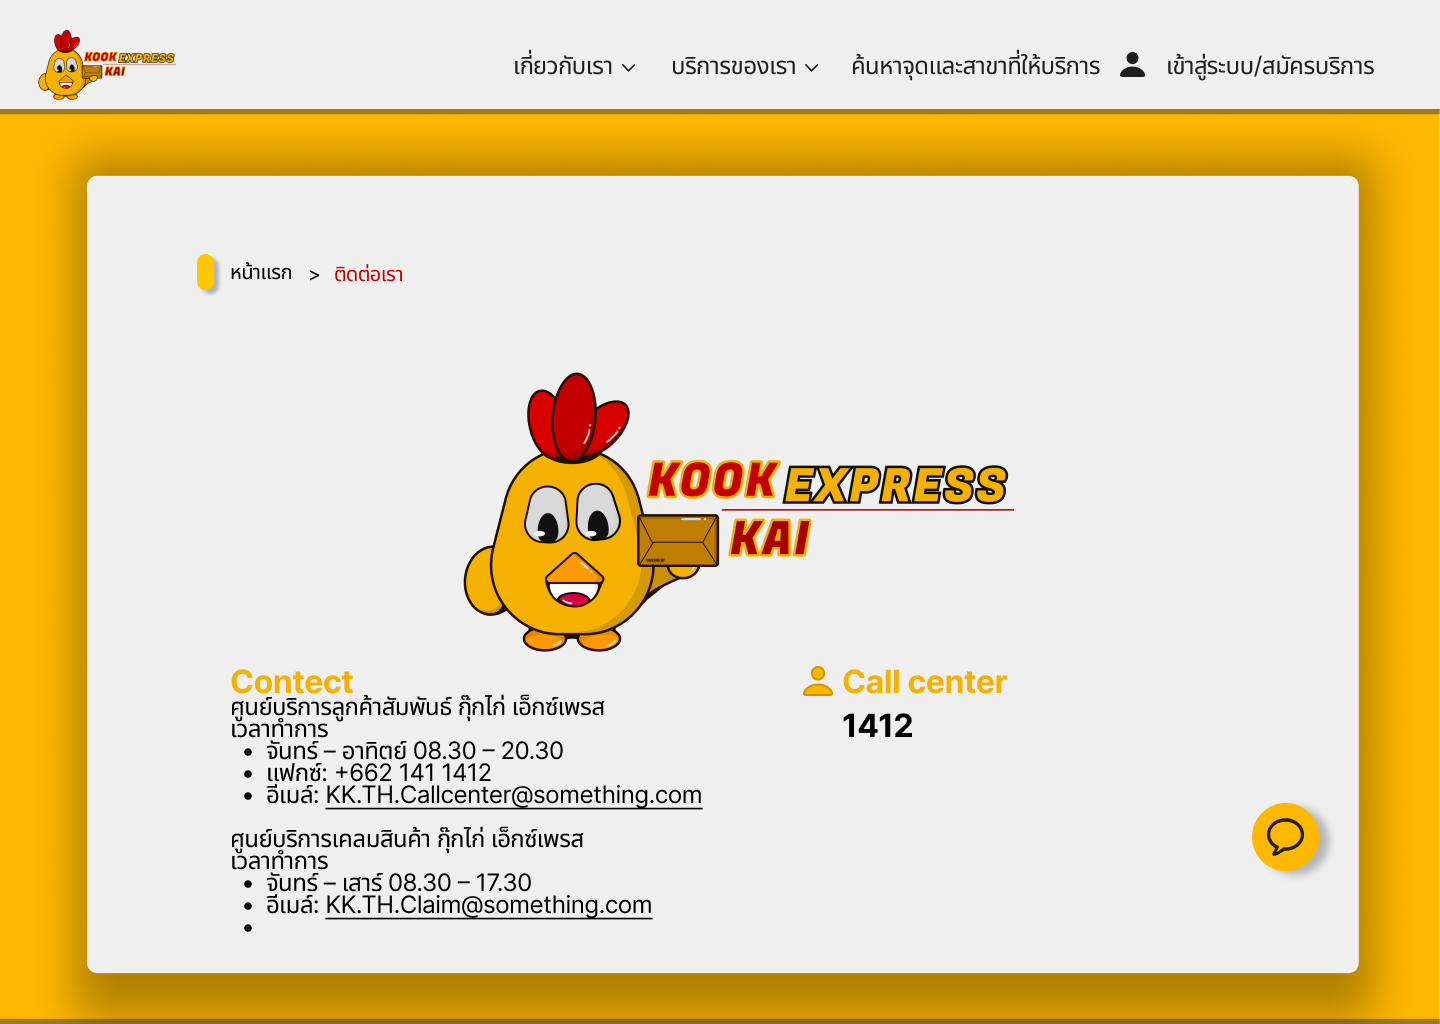 KOOK EXPRESS
KAI
เกี่ยวกับเรา
บริการของเรา
ค้นหาจุดและสาขาที่ให้บริการ
เข้าสู่ระบบ/สมัครบริการ
หน้าแรก > ติดต่อเรา
KOOK EXPRESS
KAI
Contect
ศูนย์บริการลูกค้าสัมพันธ์ กุ๊กไก่ เอ็กซ์เพรส
เวลาทำการ
• จันทร์ – อาทิตย์ 08.30 – 20.30
• แฟกซ์: +662 141 1412
• อีเมล์: KK.TH.Callcenter@something.com
ศูนย์บริการเคลมสินค้า กุ๊กไก่ เอ็กซ์เพรส
เวลาทำการ
• จันทร์ – เสาร์ 08.30 – 17.30
• อีเมล์: KK.TH.Claim@something.com
•
Call center
1412